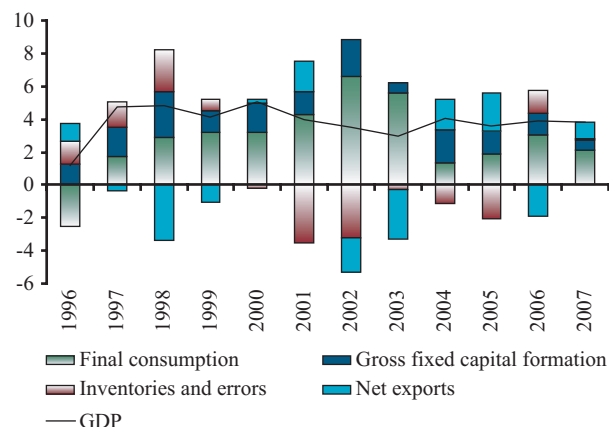 10
8
6
4
2
0
-2
-4
-6
1996 1997 1998 1999 2000 2001 2002 2003 2004 2005 2006 2007
Final consumption Gross fixed capital formation
Inventories and errors Net exports
GDP